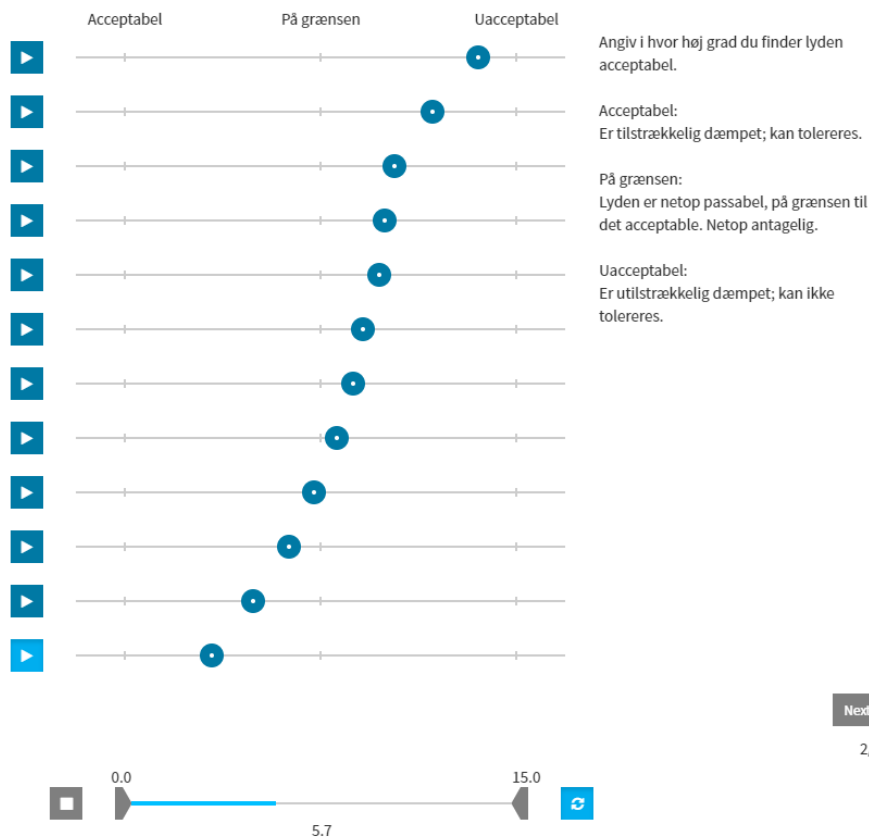 Acceptabel
På grænsen
Uacceptabel
Angiv i hvor høj grad du finder lyden
acceptabel.
Acceptabel:
Er tilstrækkelig dæmpet; kan tolereres.
På grænsen:
Lyden er netop passabel, på grænsen til
det acceptable. Netop antagelig.
Uacceptabel:
Er utilstrækkelig dæmpet; kan ikke
tolereres.
Next
0.0
15.0
5.7